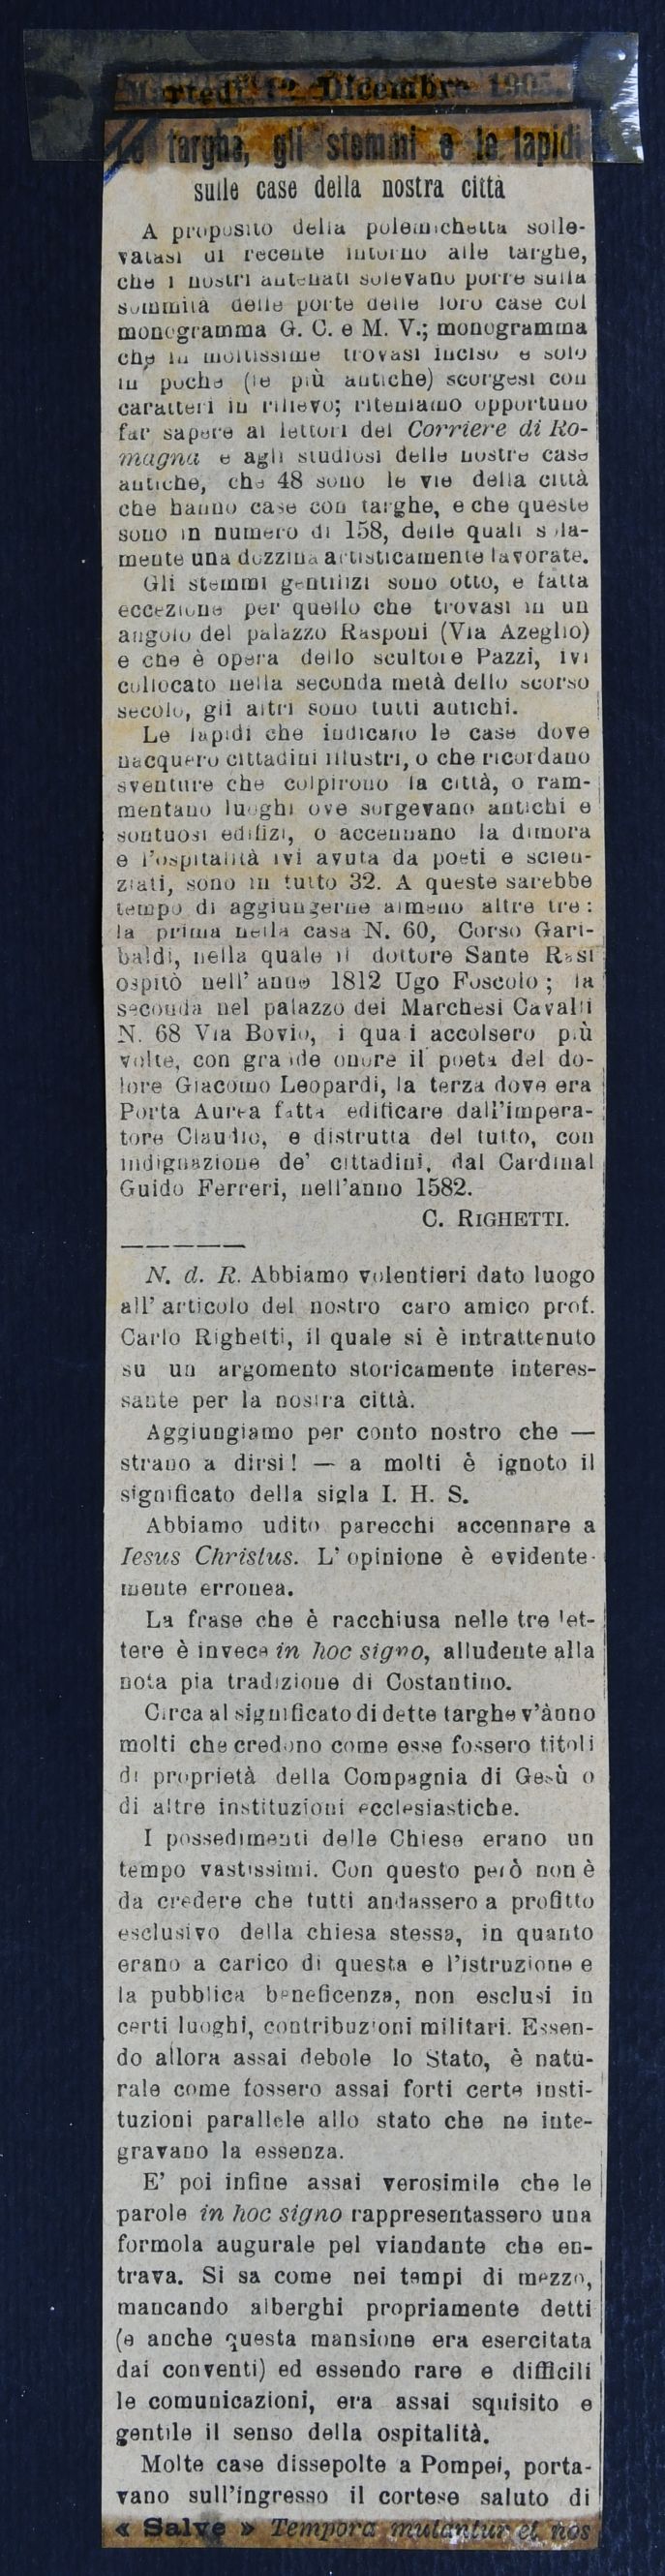 Martedì 12 Dicembre 1905.
Le targhe, gli stemmi e le lapidi
sulle case della nostra città
A proposito della polemichetta solle-
vatasi di recente intorno alle targhe,
che i nostri antenati solevano porre sulla
sommità delle porte delle loro case col
monogramma G. C. e M. V.; monogramma
che in moltissime trovasi inciso e solo
in poche (le più antiche) scorgesi con
caratteri in rilievo; riteniamo opportuno
far sapere ai lettori del Corriere di Ro-
magna e agli studiosi delle nostre case
antiche, che 48 sono le vie della città
che hanno case con targhe, e che queste
sono in numero di 158, delle quali sola-
mente una dozzina artisticamente lavorate.
Gli stemmi gentilizi sono otto, e fatta
eccezione per quello che trovasi in un
angolo del palazzo Rasponi (Via Azeglio)
e che è opera dello scultore Pazzi, ivi
collocato nella seconda metà dello scorso
secolo, gli altri sono tutti antichi.
Le lapidi che indicano le case dove
nacquero cittadini illustri, o che ricordano
sventure che colpirono la città, o ram-
mentano luoghi ove sorgevano antichi e
sontuosi edifizi, o accennano la dimora
e l'ospitalità ivi avuta da poeti e scien-
ziati, sono in tutto 32. A queste sarebbe
tempo di aggiungerne almeno altre tre:
la prima nella casa N. 60, Corso Gari-
baldi, nella quale il dottore Sante Rasi
ospitò nell' anno 1812 Ugo Foscolo; la
seconda nel palazzo dei Marchesi Cavalli
N. 68 Via Bovio, i quali accolsero più
volte, con grande onore il poeta del do-
lore Giacomo Leopardi, la terza dove era
Porta Aurea fatta edificare dall'impera-
tore Claudio, e distrutta del tutto, con
indignazione de' cittadini, dal Cardinal
Guido Ferreri, nell'anno 1582.
C. RIGHETTI.
N. d. R. Abbiamo volentieri dato luogo
all' articolo del nostro caro amico prof.
Carlo Righetti, il quale si è intrattenuto
su un argomento storicamente interes-
sante per la nostra città.
Aggiungiamo per conto nostro che —
strano a dirsi! — a molti è ignoto il
significato della sigla I. H. S.
Abbiamo udito parecchi accennare a
Iesus Christus. L' opinione è evidente-
mente erronea.
La frase che è racchiusa nelle tre let-
tere è invece in hoc signo, alludente alla
nota pia tradizione di Costantino.
Circa al significato di dette targhe v'ànno
molti che credono come esse fossero titoli
di proprietà della Compagnia di Gesù o
di altre instituzioni ecclesiastiche.
I possedimenti delle Chiese erano un
tempo vastissimi. Con questo però non è
da credere che tutti andassero a profitto
esclusivo della chiesa stessa, in quanto
erano a carico di questa e l'istruzione e
la pubblica beneficenza, non esclusi in
certi luoghi, contribuzioni militari. Essen-
do allora assai debole lo Stato, è natu-
rale come fossero assai forti certe insti-
tuzioni parallele allo stato che ne inte-
gravano la essenza.
E' poi infine assai verosimile che le
parole in hoc signo rappresentassero una
formola augurale pel viandante che en-
trava. Si sa come nei tempi di mezzo,
mancando alberghi propriamente detti
(e anche questa mansione era esercitata
dai conventi) ed essendo rare e difficili
le comunicazioni, era assai squisito e
gentile il senso della ospitalità.
Molte case dissepolte a Pompei, porta-
vano sull'ingresso il cortese saluto di
« Salve » Tempora mutantur et nos